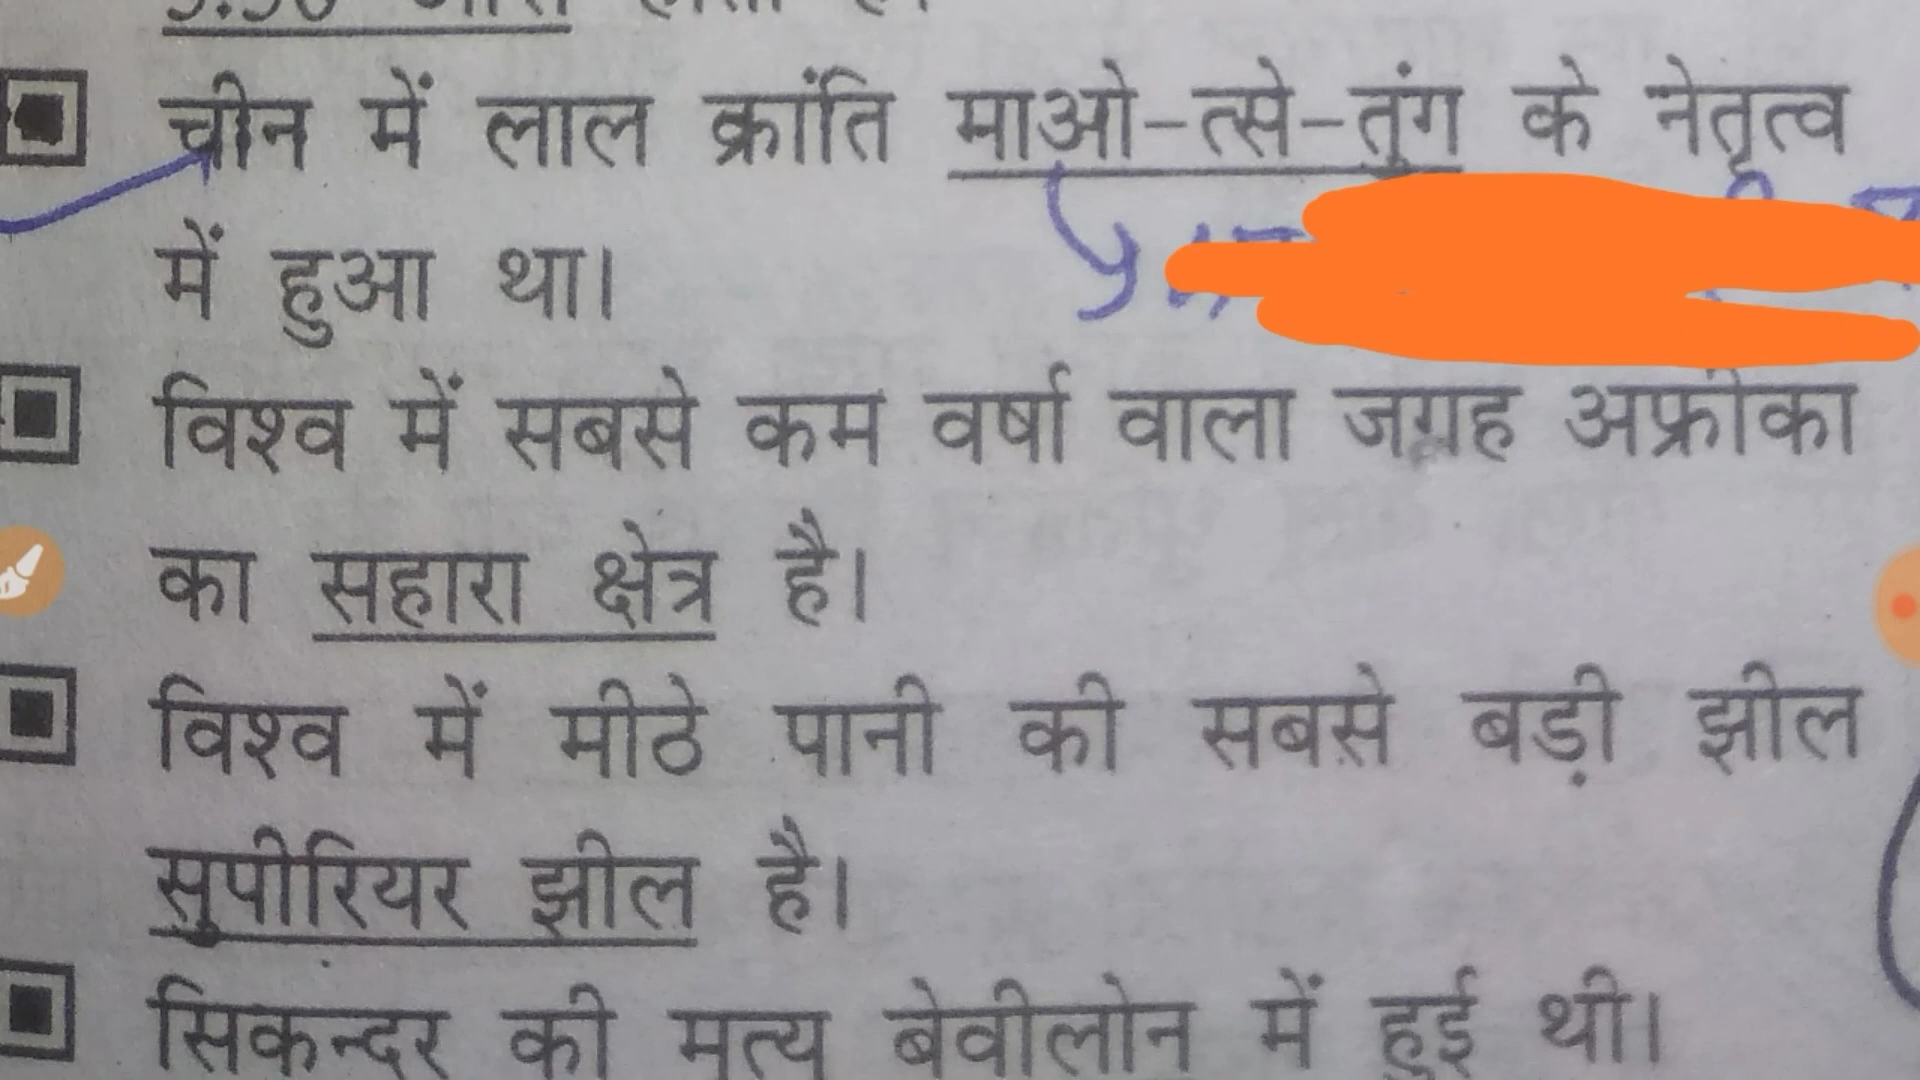 चीन में लाल क्रांति माओ-त्से-तुंग के नेतृत्व
में हुआ था।
विश्व में सबसे कम वर्षा वाला जगह अफ्रीका
का सहारा क्षेत्र है।
विश्व में मीठे पानी की सबसे बड़ी झील
सुपीरियर झील है।
सिकन्दर की मृत्यु बेवीलोन में हुई थी।